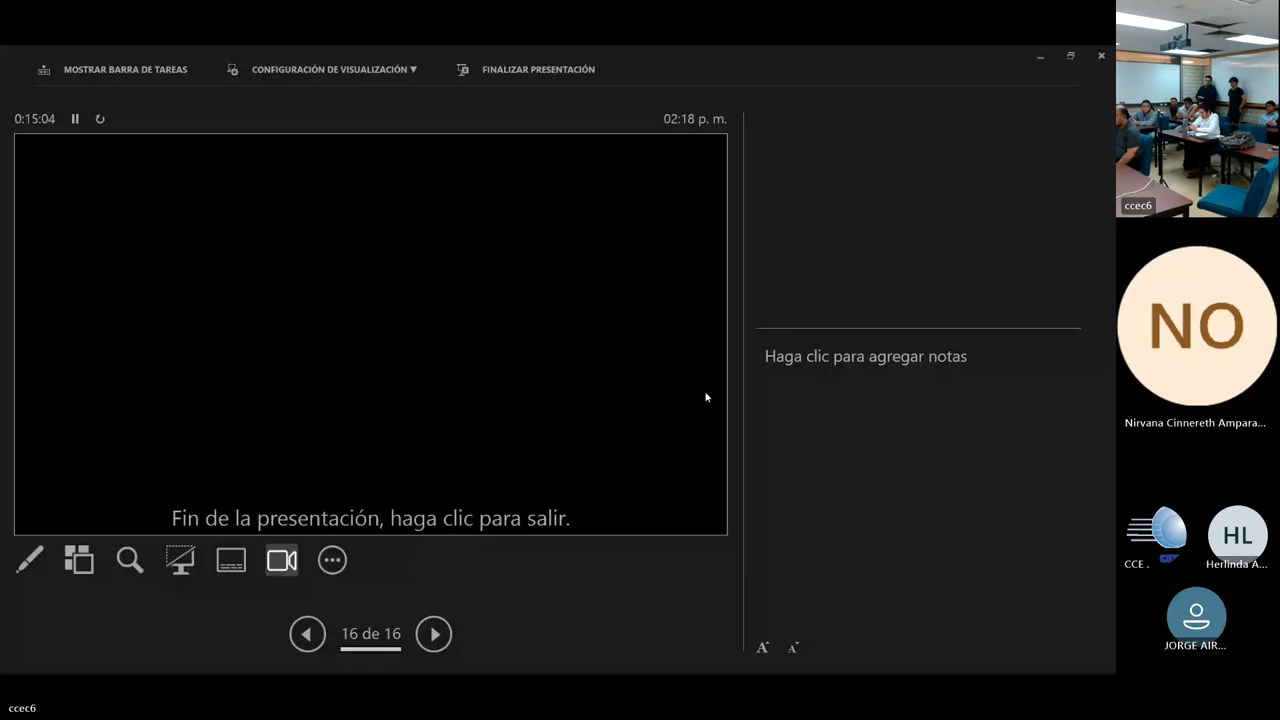 MOSTRAR BARRA DE TAREAS
CONFIGURACIÓN DE VISUALIZACIÓN ▼
FINALIZAR PRESENTACIÓN
0:15:04
02:18 p. m.
Fin de la presentación, haga clic para salir.
16 de 16
Haga clic para agregar notas
A A
ccec6
NO
Nirvana Cinnereth Ampara...
CCE .
HL
Herlinda A...
JORGE AIR...
ccec6